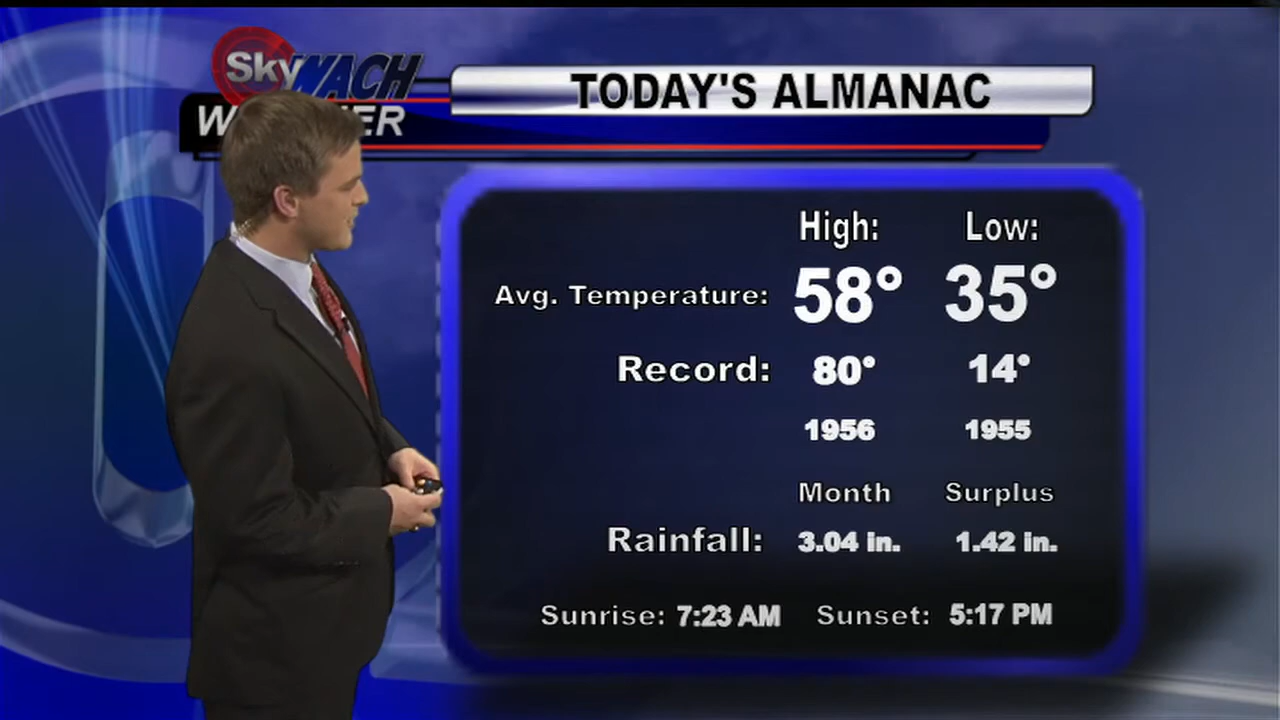 SkyWACH
TODAY'S ALMANAC
High: Low:
Avg. Temperature: 58° 35°
Record: 80° 14°
1956 1955
Month Surplus
Rainfall: 3.04 in. 1.42 in.
Sunrise: 7:23 AM Sunset: 5:17 PM